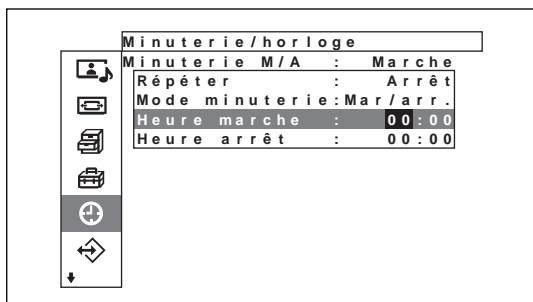 Minuterie/horloge
Minuterie M/A : Marche
Répéter : Arrêt
Mode minuterie:Mar/arr.
Heure marche : 00:00
Heure arrêt : 00:00